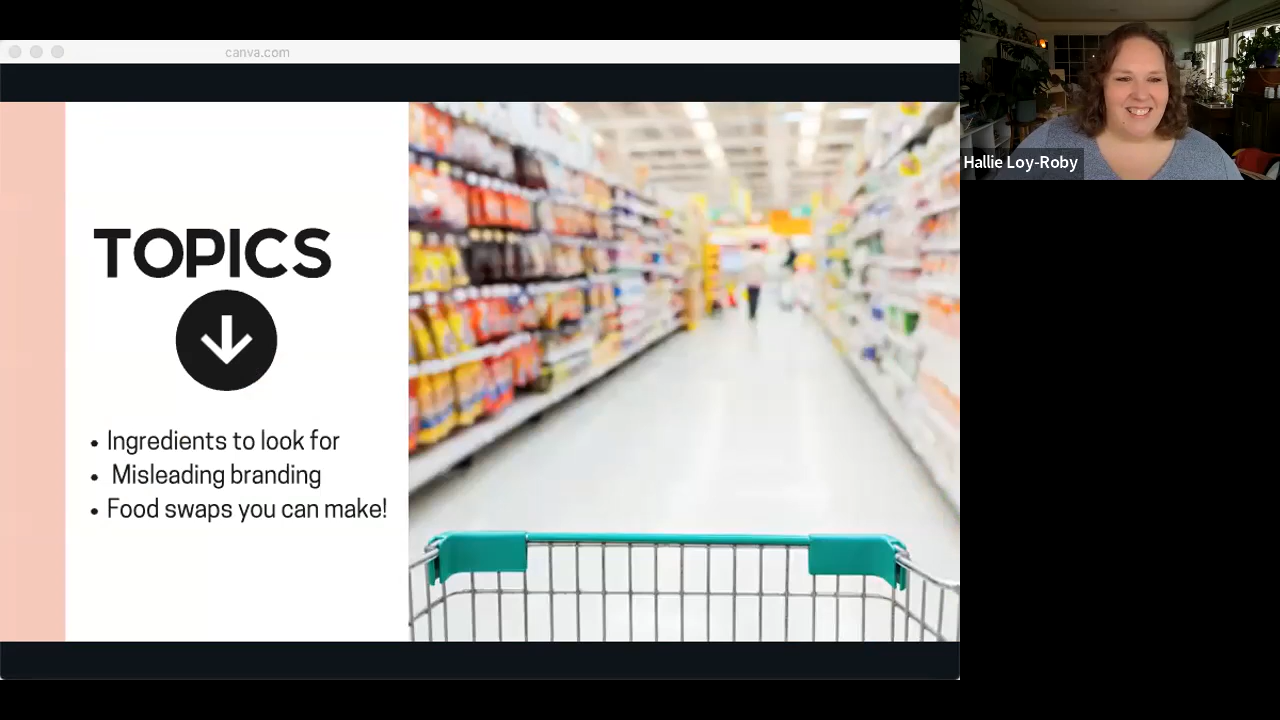 canva.com
TOPICS
• Ingredients to look for
• Misleading branding
• Food swaps you can make!
Hallie Loy-Roby